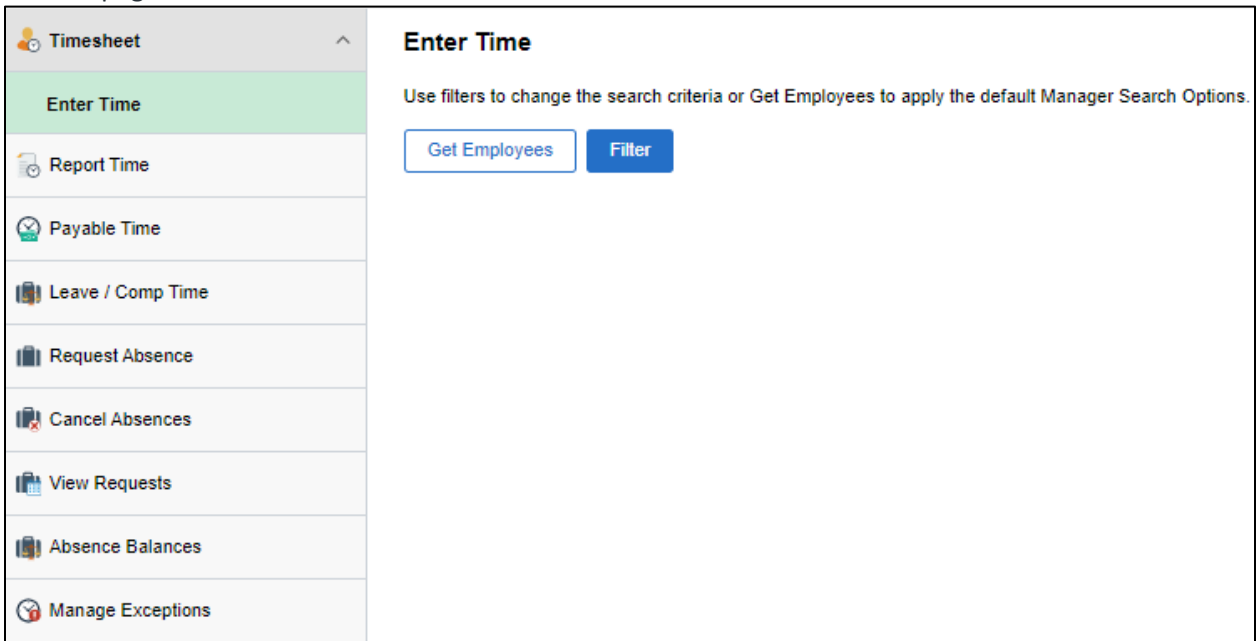 Timesheet
Enter Time
Report Time
Payable Time
Leave / Comp Time
Request Absence
Cancel Absences
View Requests
Absence Balances
Manage Exceptions
Enter Time
Use filters to change the search criteria or Get Employees to apply the default Manager Search Options.
Get Employees Filter